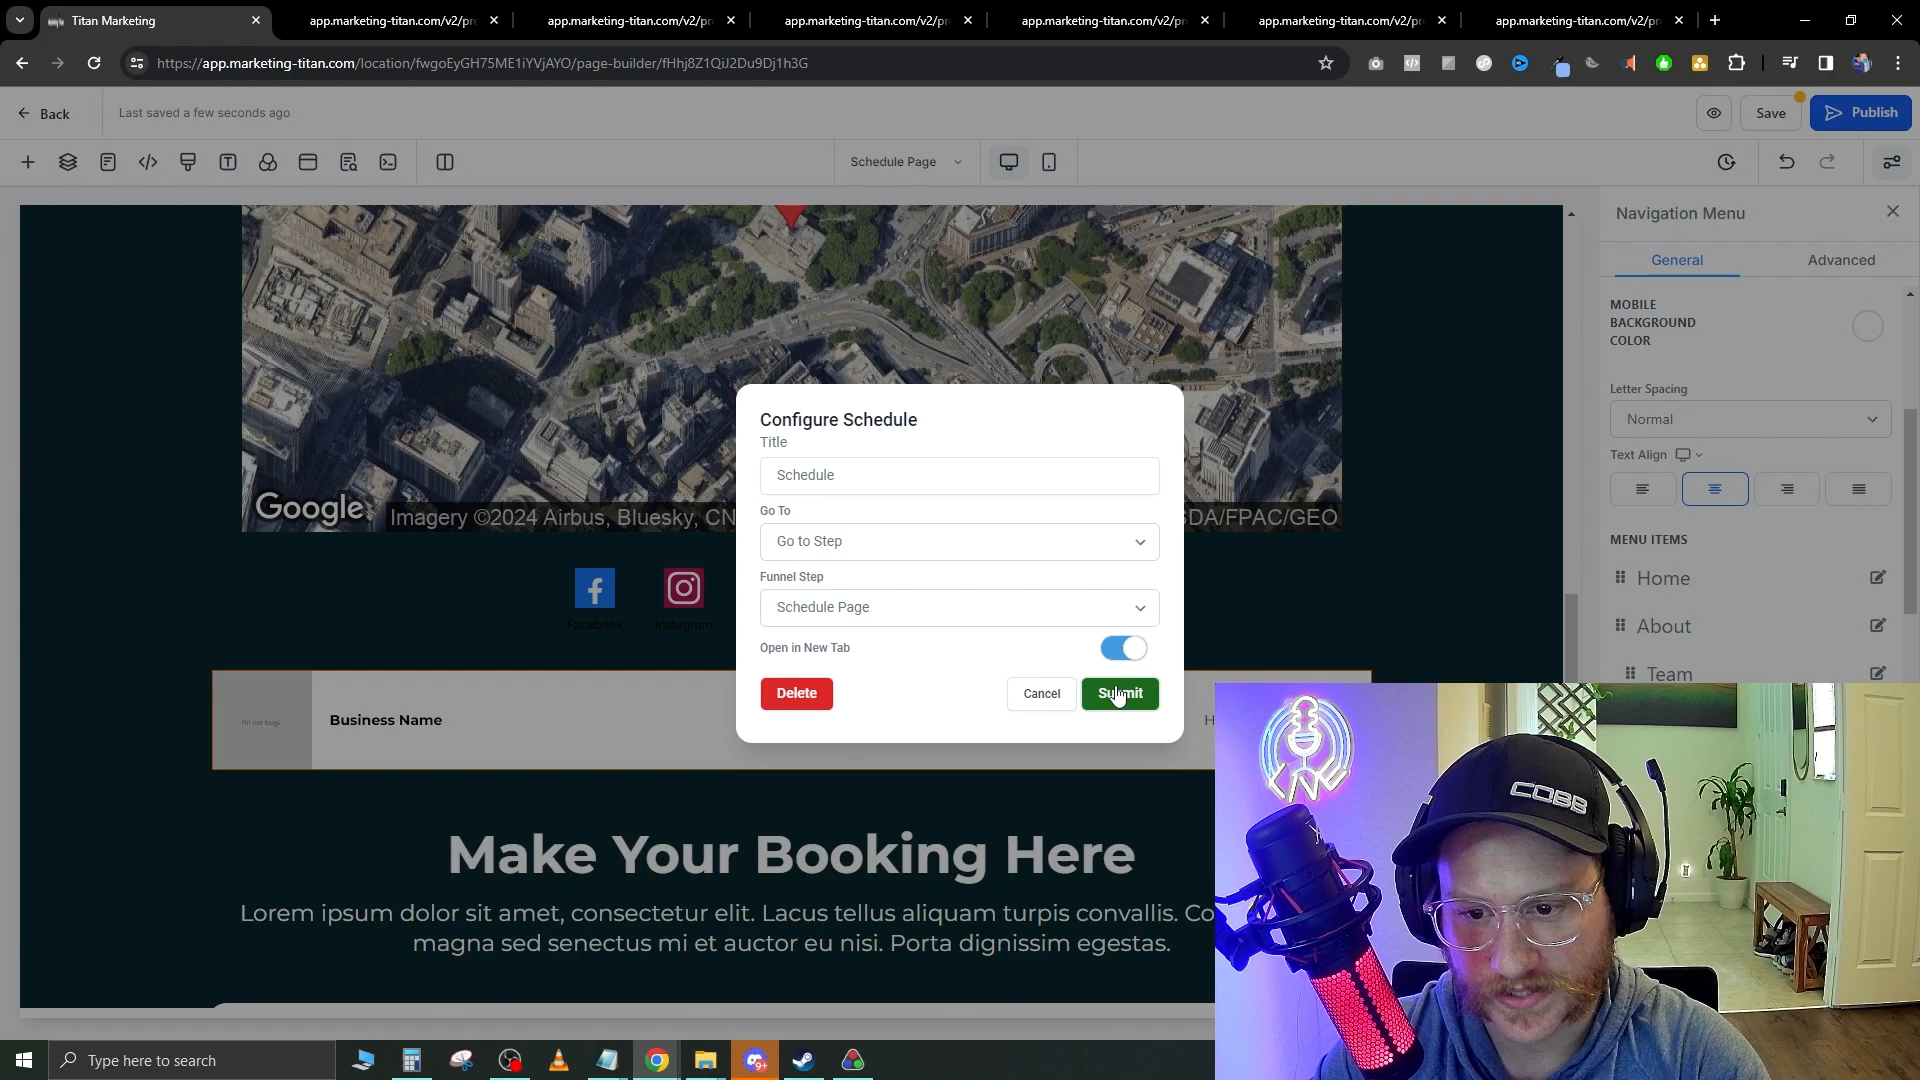 Titan Marketing
app.marketing-titan.com/v2/pr
app.marketing-titan.com/v2/pr
app.marketing-titan.com/v2/pr
app.marketing-titan.com/v2/pr
app.marketing-titan.com/v2/pr
app.marketing-titan.com/v2/pr
https://app.marketing-titan.com/location/fwgoEyGH75ME1iYVjAYO/page-builder/fHhj8Z1QiJ2Du9Dj1h3G
Back
Last saved a few seconds ago
Save
Publish
Schedule Page
Navigation Menu
General
Advanced
MOBILE
BACKGROUND
COLOR
Letter Spacing
Normal
Text Align
MENU ITEMS
Home
About
Team
Google
Imagery ©2024 Airbus, Bluesky, CN
SDA/FPAC/GEO
Facebook
Instagram
Configure Schedule
Title
Schedule
Go To
Go to Step
Funnel Step
Schedule Page
Open in New Tab
Delete
Cancel
Submit
Business Name
H
Make Your Booking Here
Lorem ipsum dolor sit amet, consectetur elit. Lacus tellus aliquam turpis convallis. Co
magna sed senectus mi et auctor eu nisi. Porta dignissim egestas.
COBB
Type here to search
9+